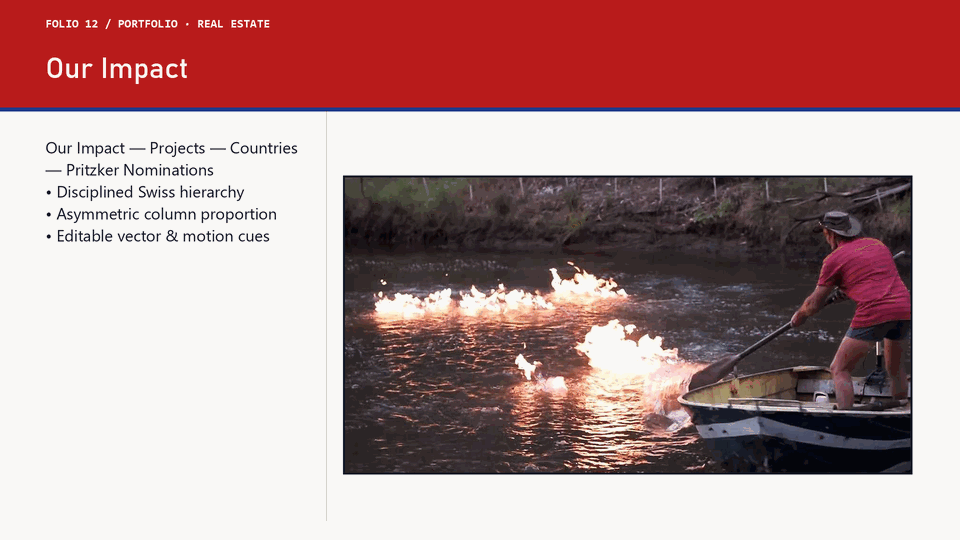 FOLIO 12 / PORTFOLIO · REAL ESTATE
Our Impact
Our Impact — Projects — Countries
— Pritzker Nominations
• Disciplined Swiss hierarchy
• Asymmetric column proportion
• Editable vector & motion cues